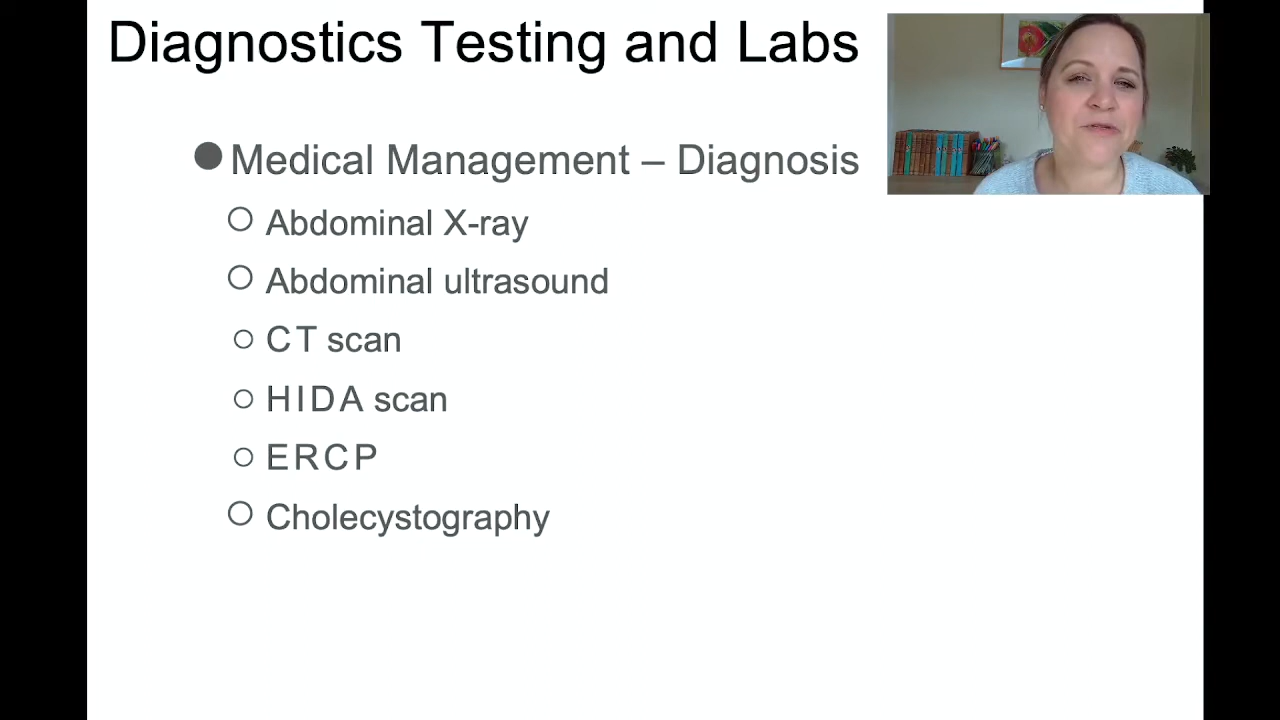 Diagnostics Testing and Labs
Medical Management – Diagnosis
Abdominal X-ray
Abdominal ultrasound
CT scan
HIDA scan
ERCP
Cholecystography